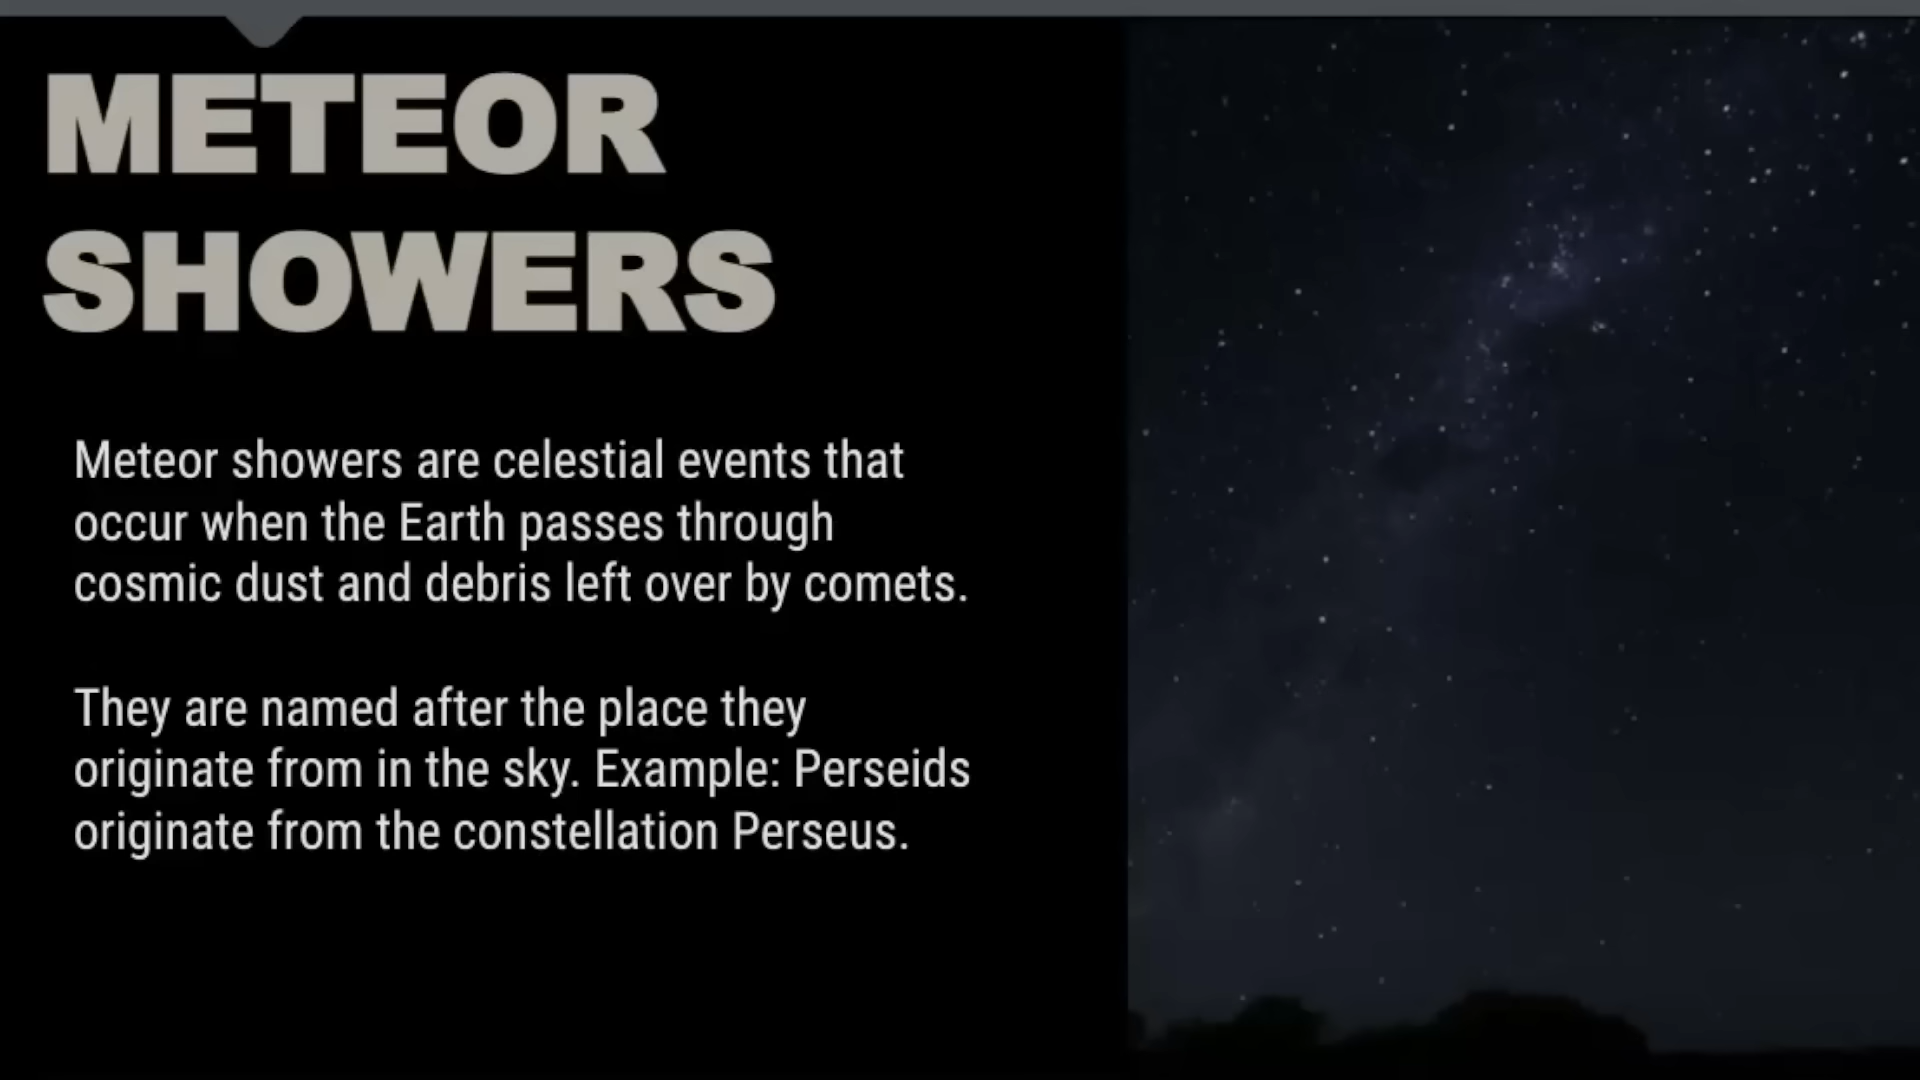 METEOR
SHOWERS
Meteor showers are celestial events that
occur when the Earth passes through
cosmic dust and debris left over by comets.
They are named after the place they
originate from in the sky. Example: Perseids
originate from the constellation Perseus.